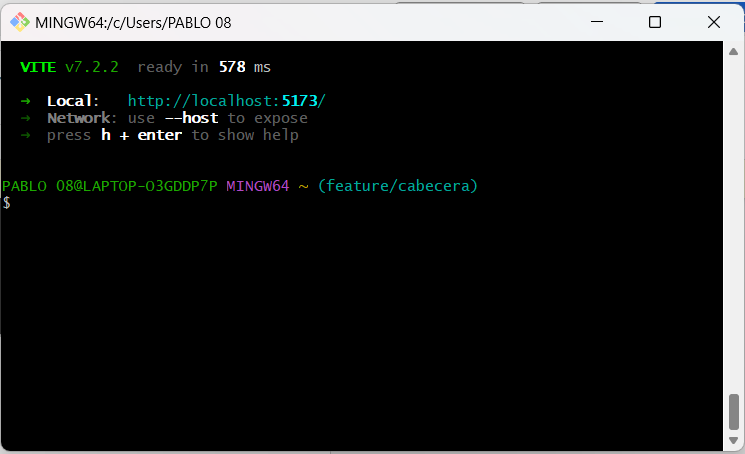 MINGW64:/c/Users/PABLO 08
VITE v7.2.2 ready in 578 ms
➜ Local: http://localhost:5173/
➜ Network: use --host to expose
➜ press h + enter to show help
PABLO 08@LAPTOP-O3GDDP7P MINGW64 ~ (feature/cabecera)
$